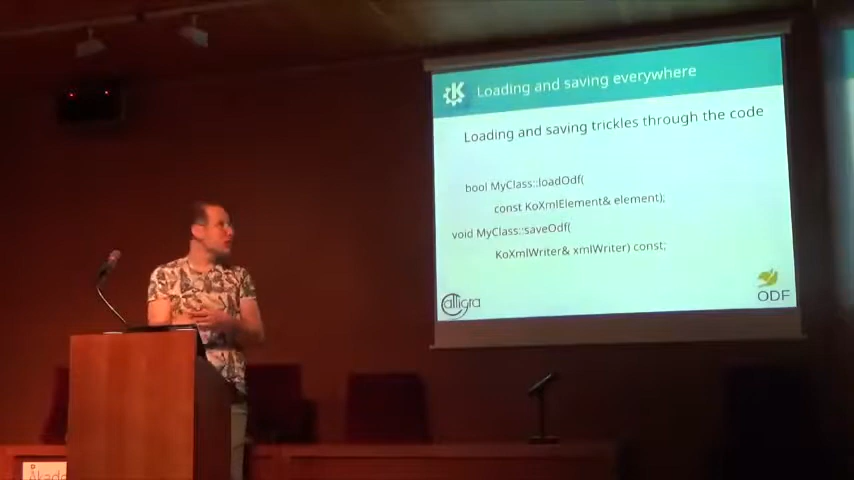 Loading and saving everywhere
Loading and saving trickles through the code
bool MyClass::loadOdf(
const KoXmlElement& element);
void MyClass::saveOdf(
KoXmlWriter& xmlWriter) const;
calligra
ODF